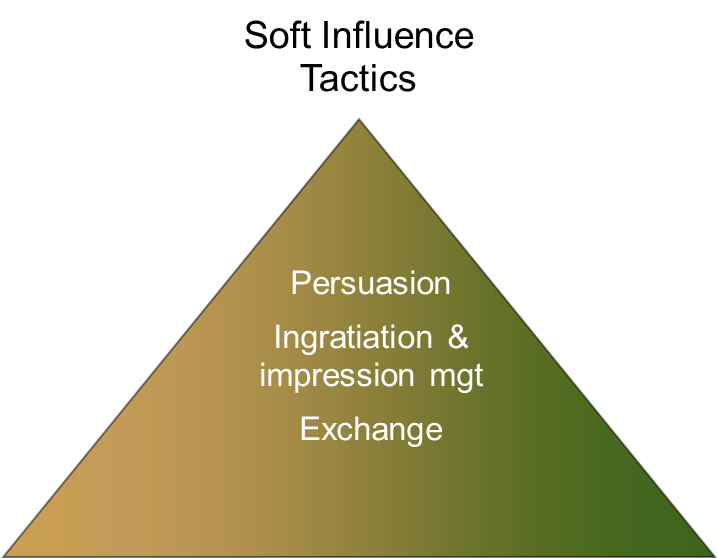 Soft Influence
Tactics
Persuasion
Ingratiation &
impression mgt
Exchange